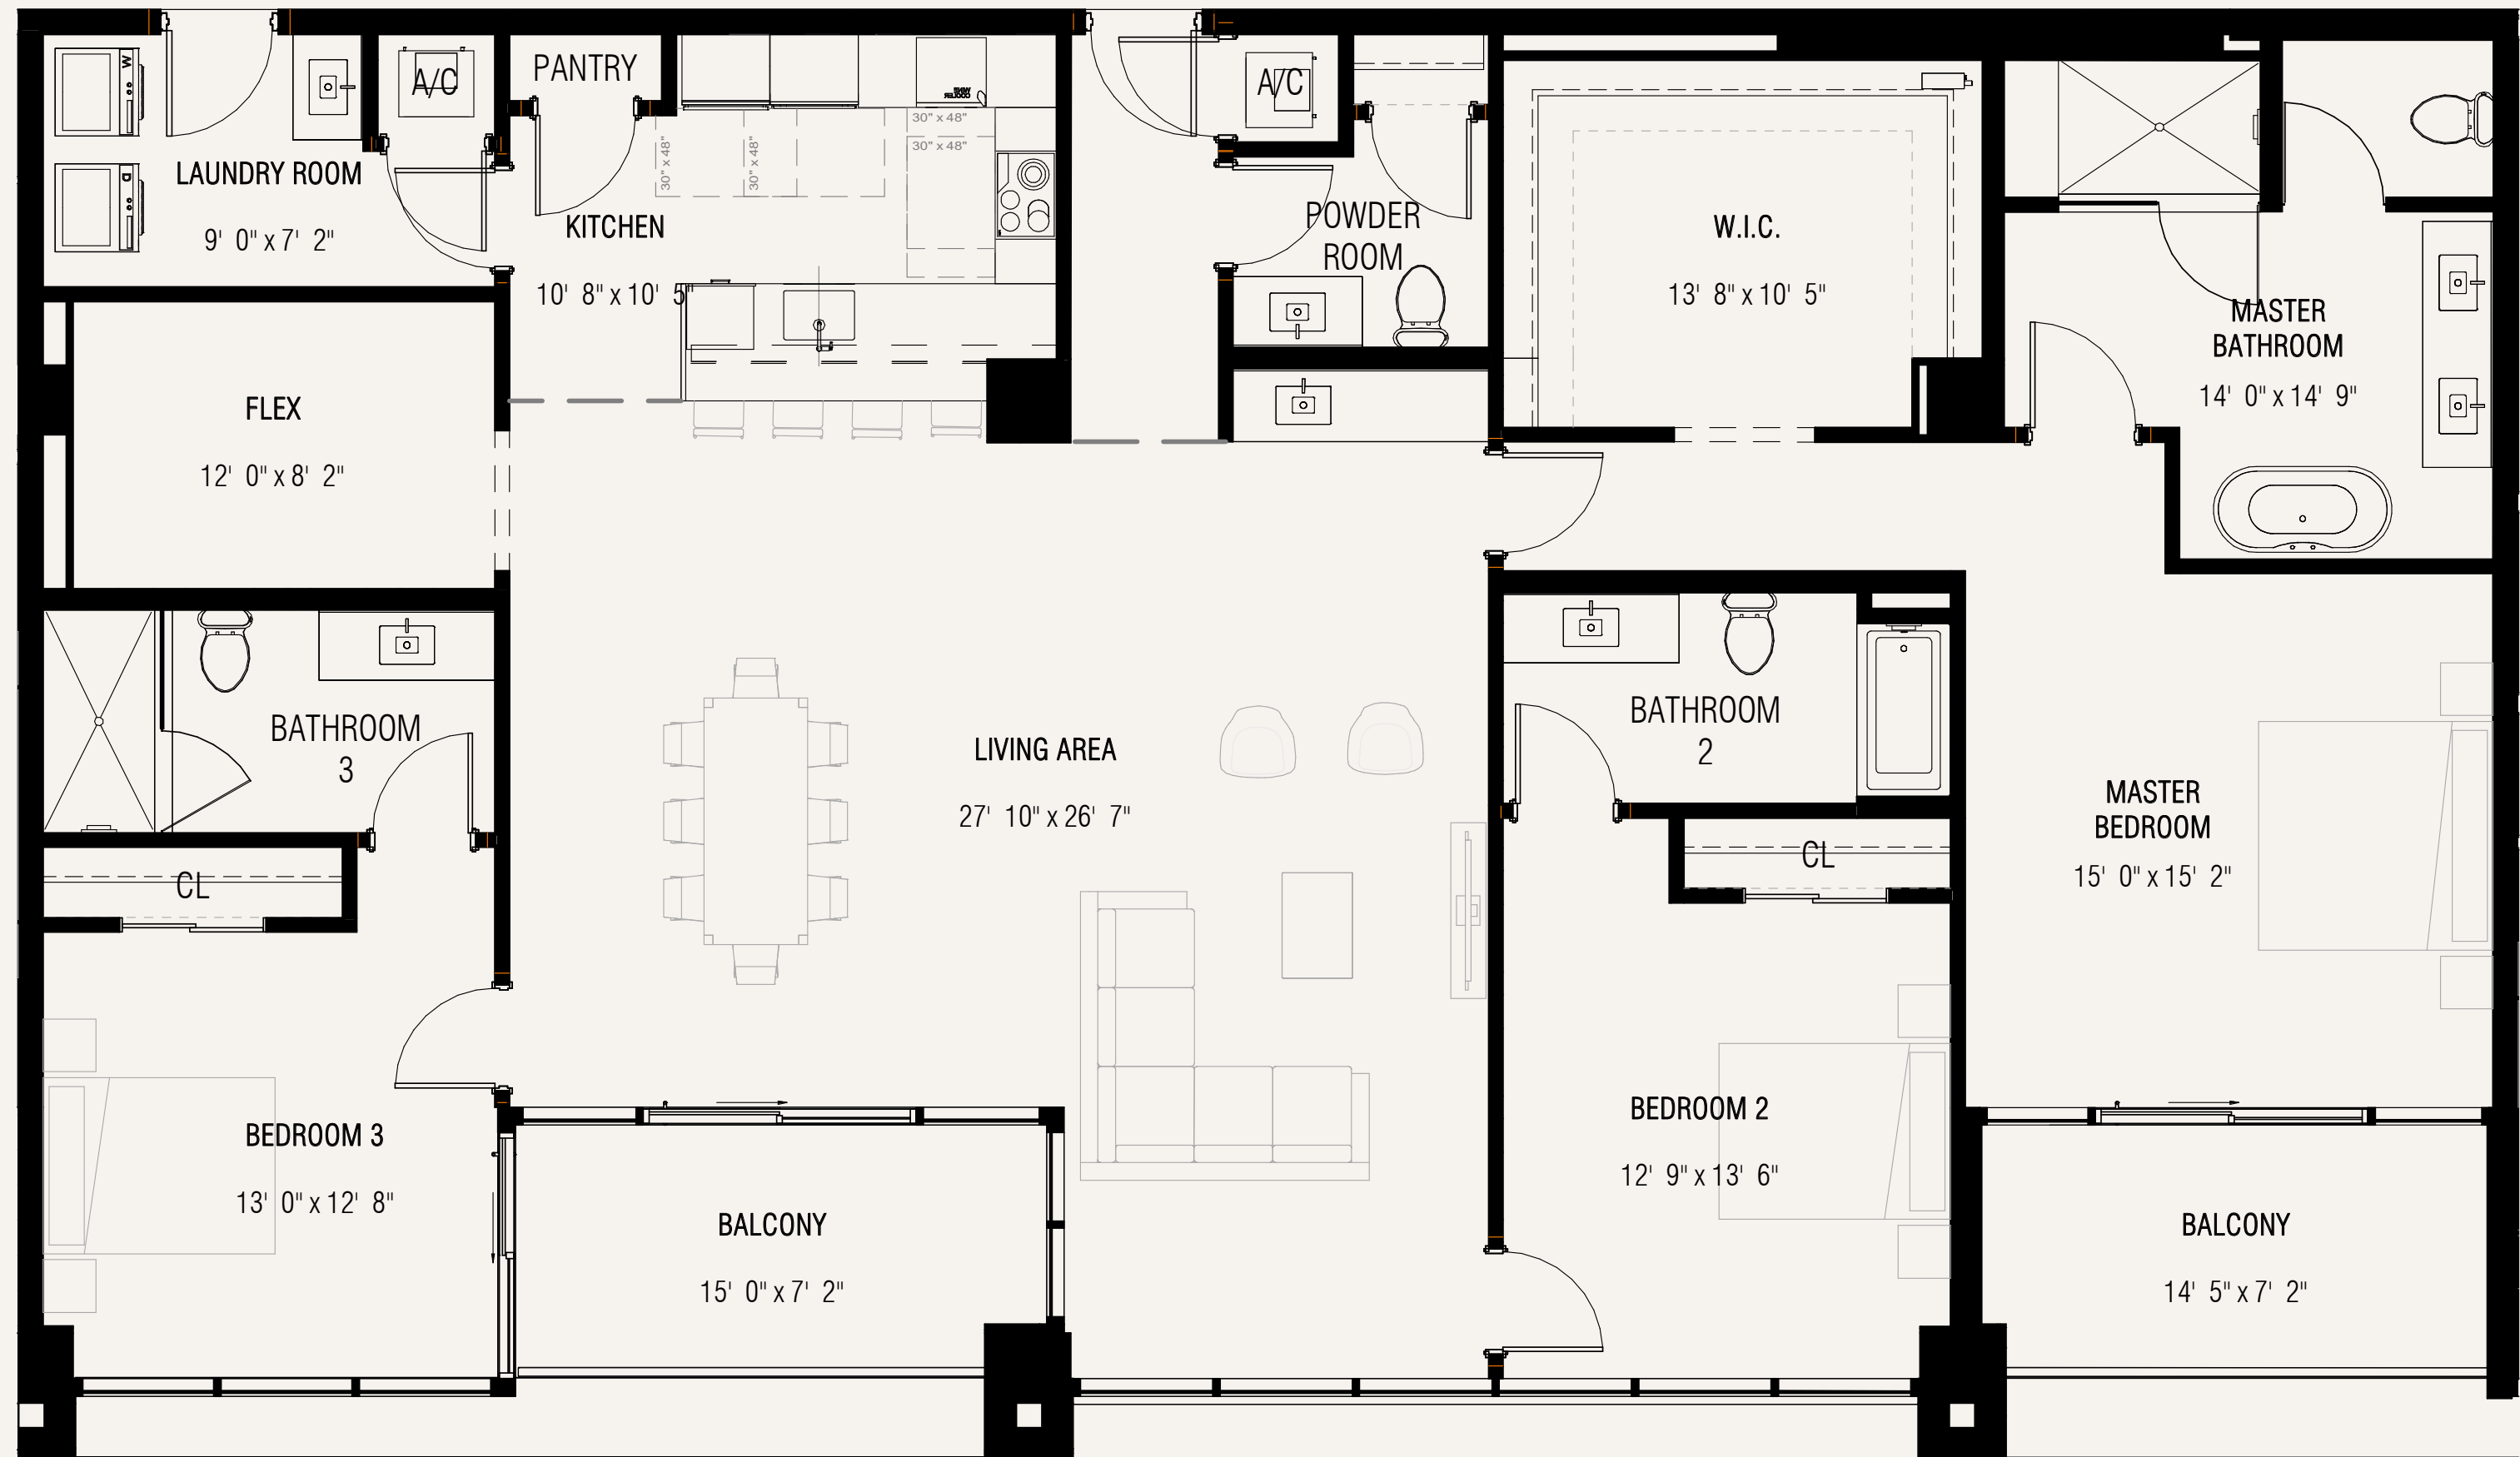 W
D
A/C
LAUNDRY ROOM
9' 0" x 7' 2"
PANTRY
WINE
COOLER
30" x 48"
30" x 48"
30" x 48"
30" x 48"
KITCHEN
10' 8" x 10' 5"
A/C
POWDER
ROOM
W.I.C.
13' 8" x 10' 5"
MASTER
BATHROOM
14' 0" x 14' 9"
FLEX
12' 0" x 8' 2"
BATHROOM
3
CL
LIVING AREA
27' 10" x 26' 7"
BATHROOM
2
CL
MASTER
BEDROOM
15' 0" x 15' 2"
BEDROOM 3
13' 0" x 12' 8"
BALCONY
15' 0" x 7' 2"
BEDROOM 2
12' 9" x 13' 6"
BALCONY
14' 5" x 7' 2"